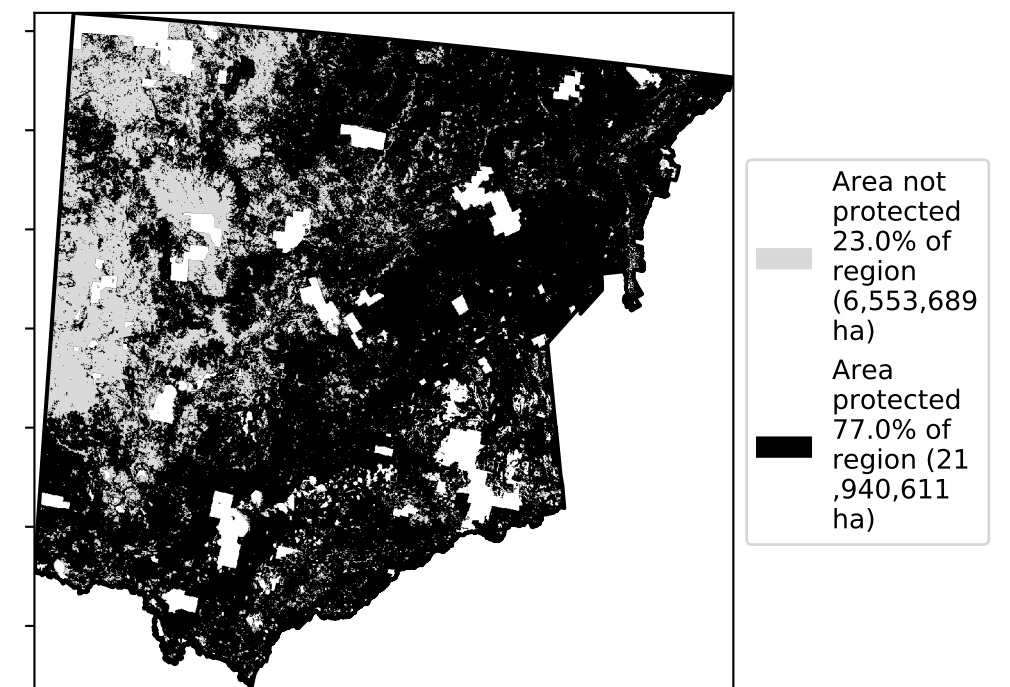 Area not
protected
23.0% of
region
(6,553,689
ha)
Area
protected
77.0% of
region (21
,940,611
ha)